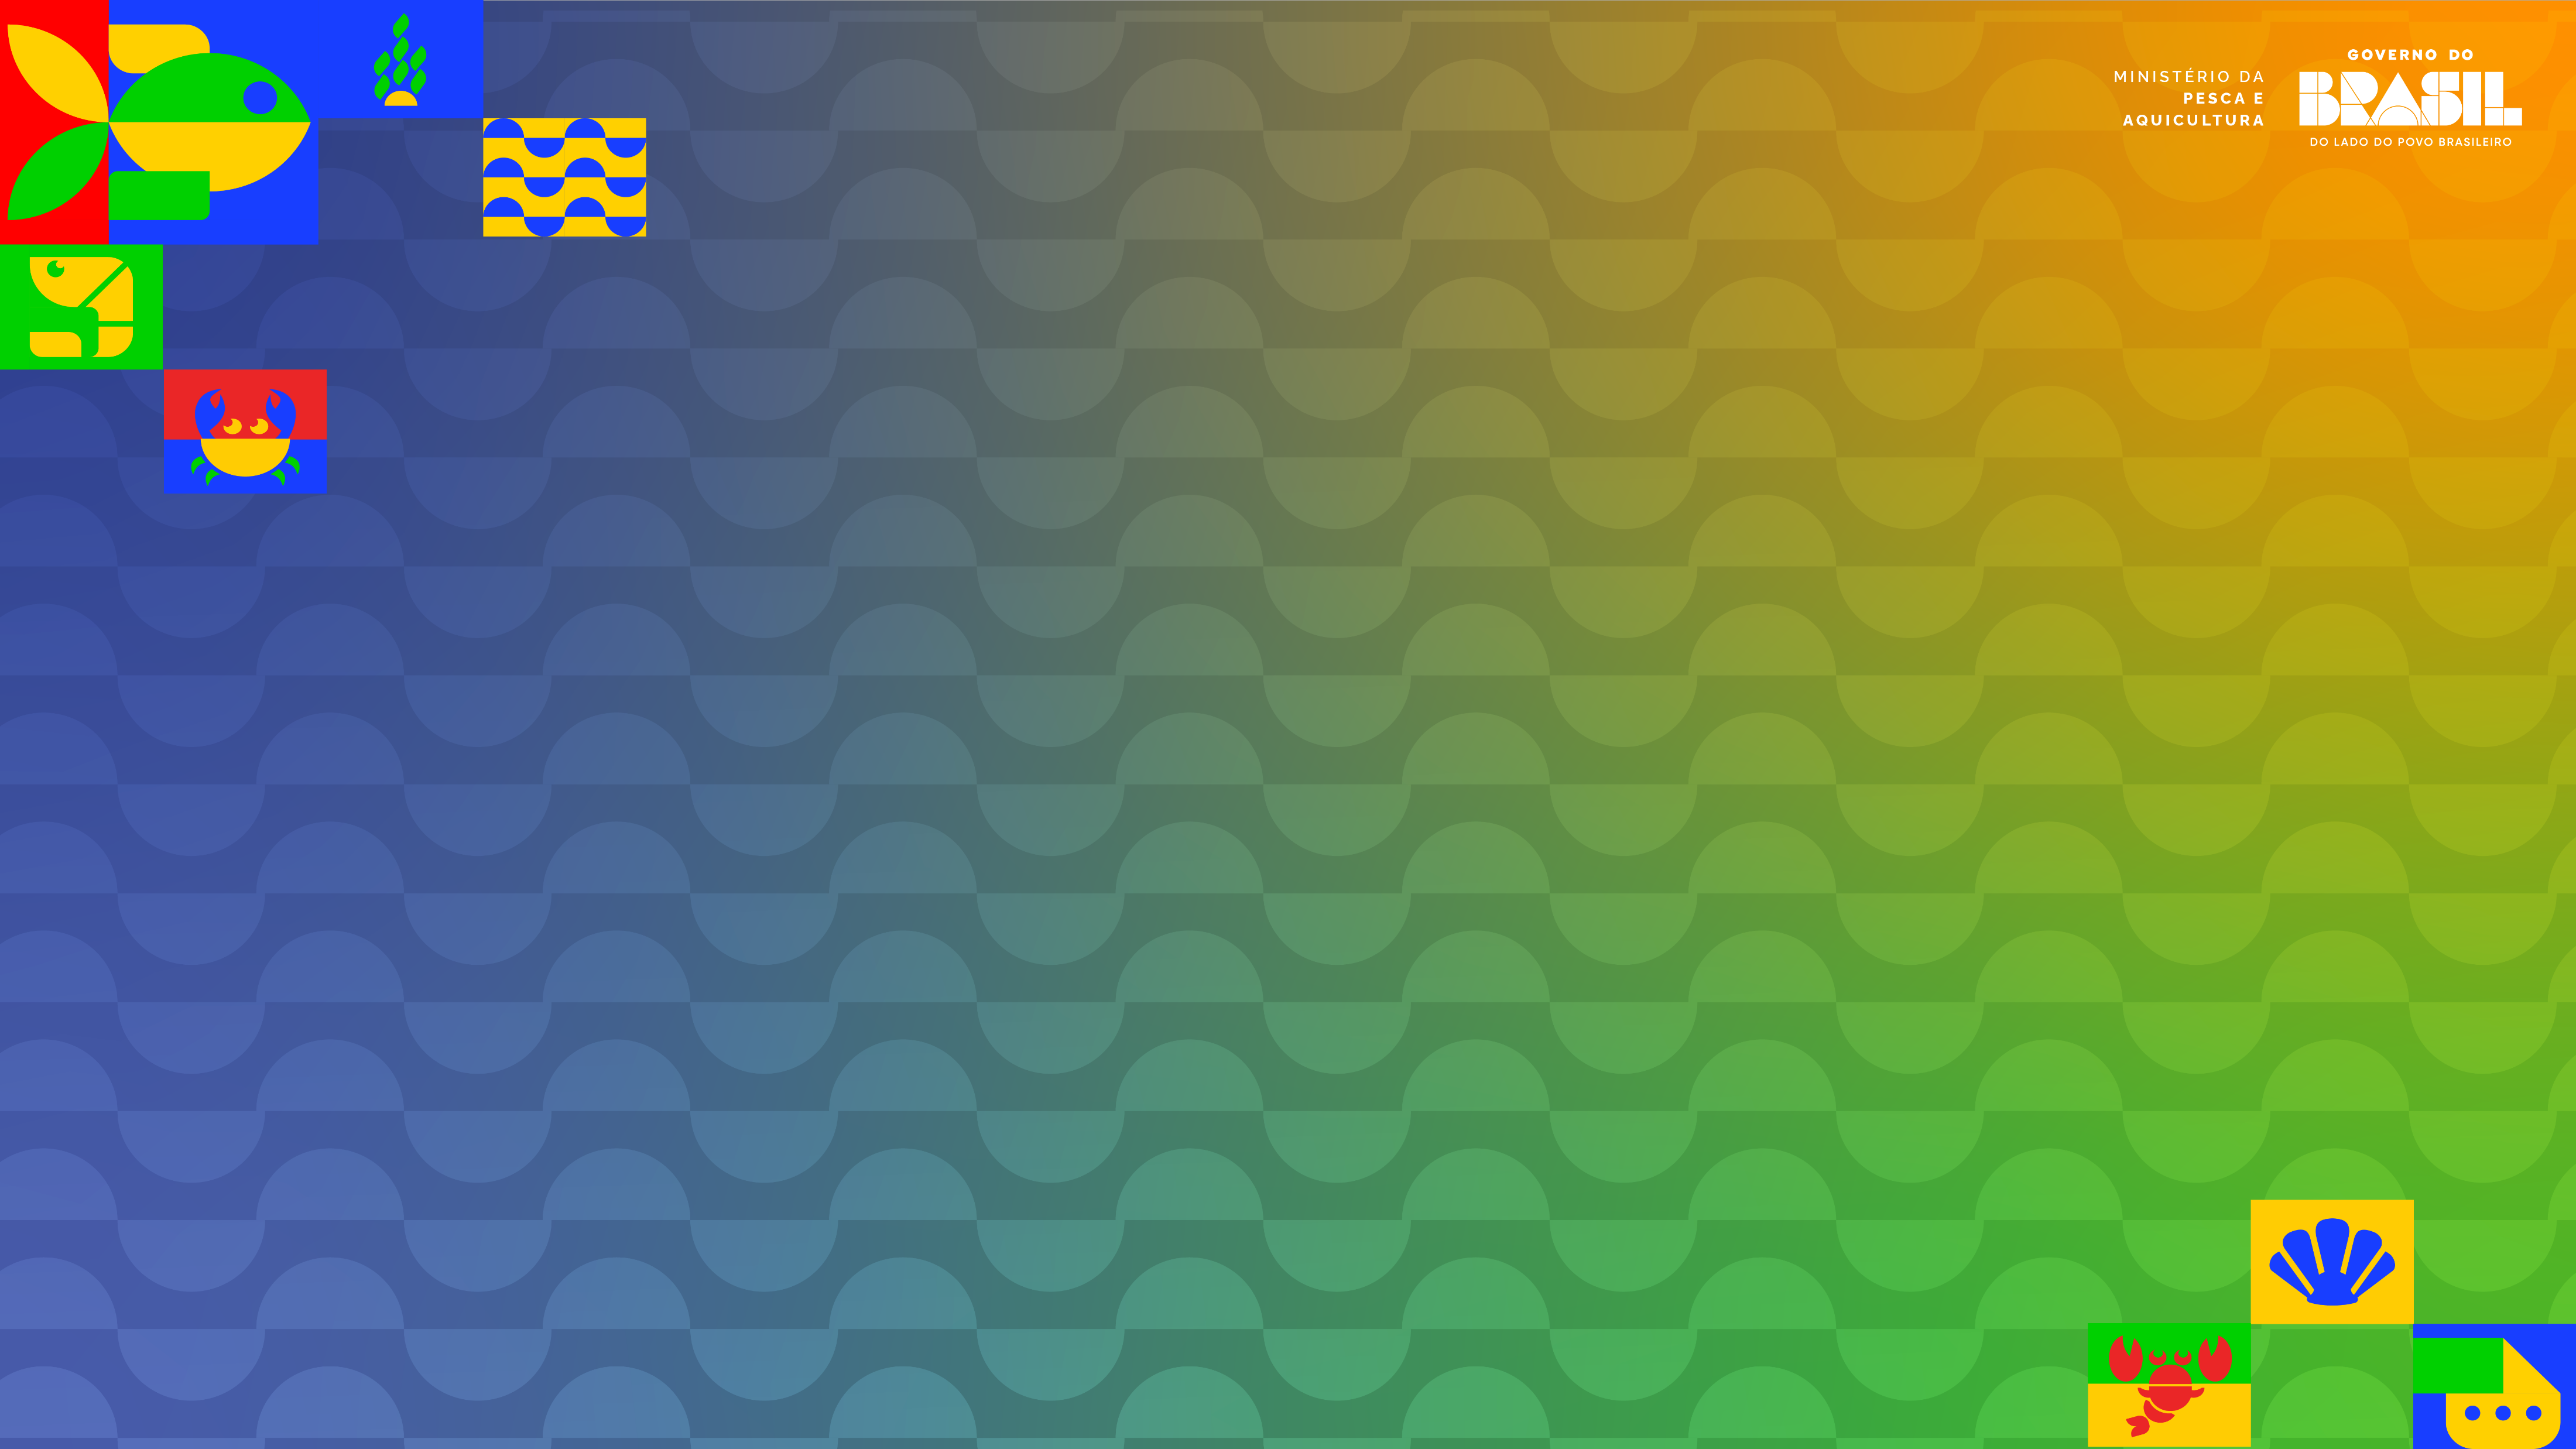 MINISTÉRIO DA
PESCA E
AQUICULTURA
GOVERNO DO
BRASIL
DO LADO DO POVO BRASILEIRO